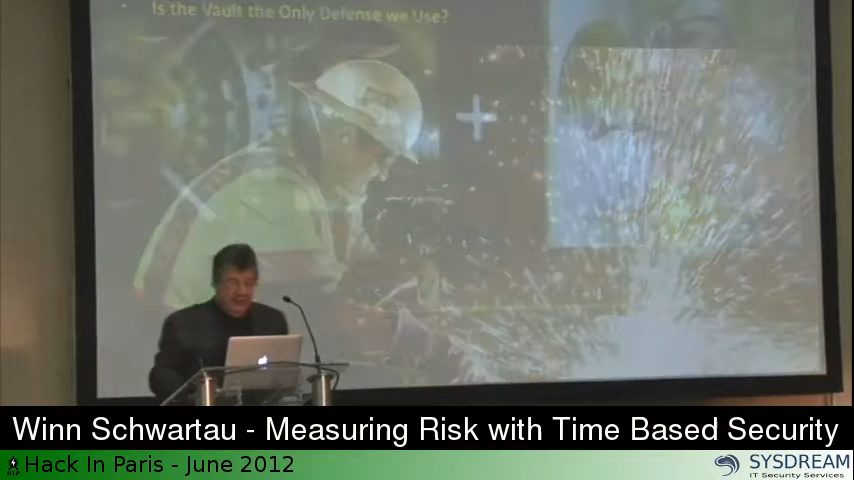 Is the Vault the Only Defense we Use?
Winn Schwartau - Measuring Risk with Time Based Security
Hack In Paris - June 2012
SYSDREAM
IT Security Services